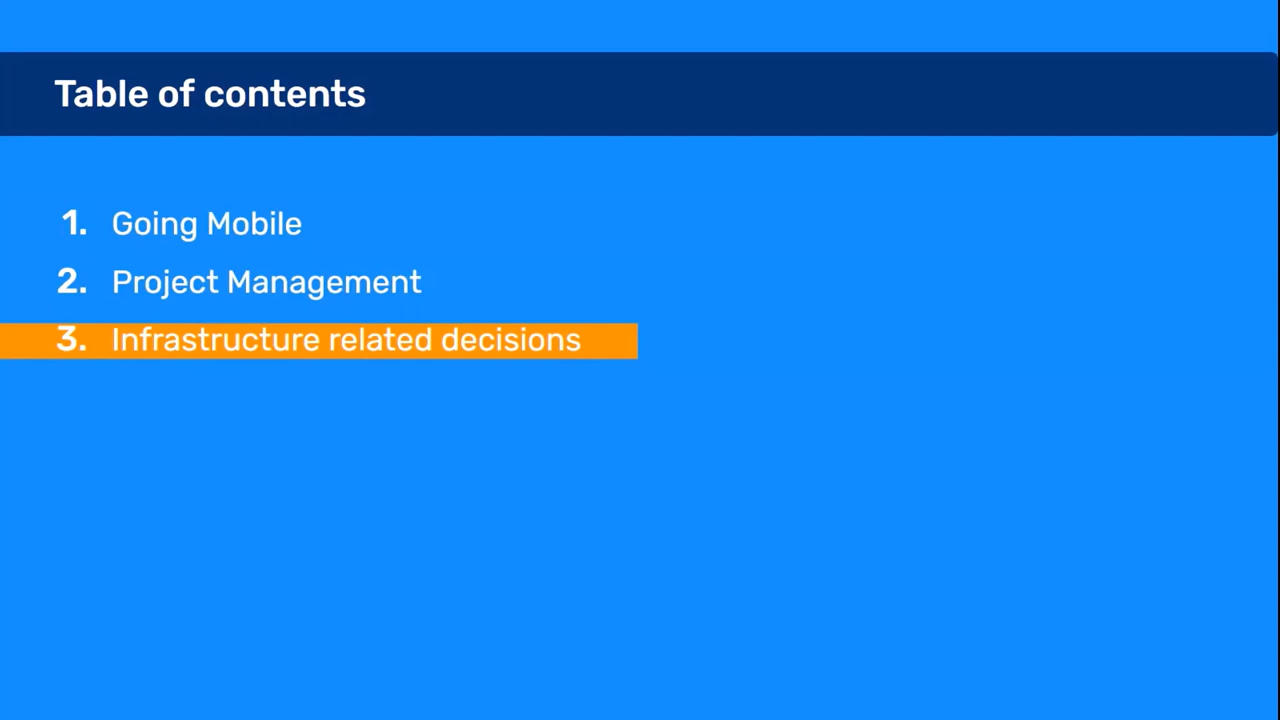 Table of contents
1. Going Mobile
2. Project Management
3. Infrastructure related decisions